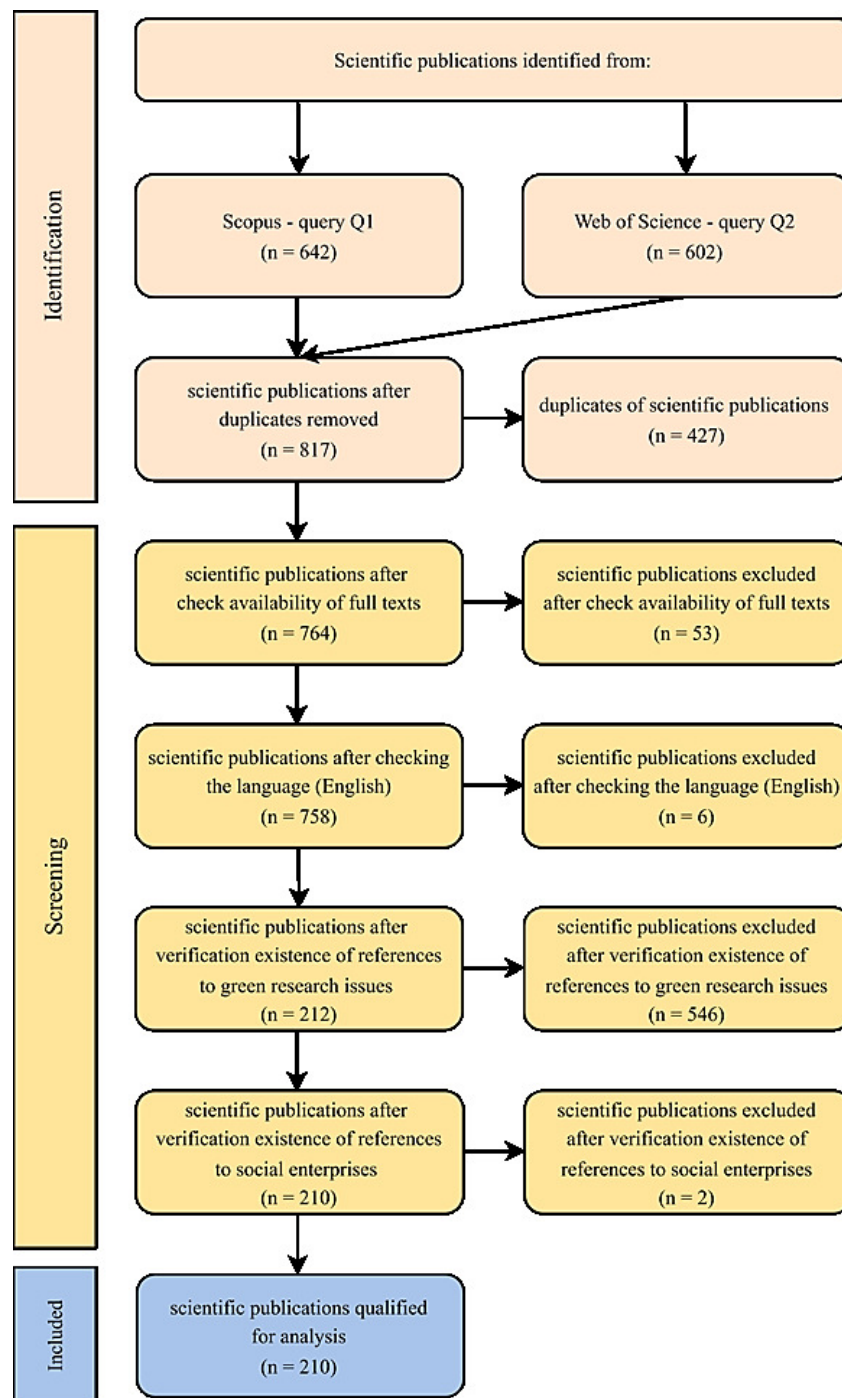 Identification
Scientific publications identified from:
Scopus - query Q1
(n = 642)
Web of Science - query Q2
(n = 602)
scientific publications after
duplicates removed
(n = 817)
duplicates of scientific publications
(n = 427)
Screening
scientific publications after
check availability of full texts
(n = 764)
scientific publications excluded
after check availability of full texts
(n = 53)
scientific publications after checking
the language (English)
(n = 758)
scientific publications excluded
after checking the language (English)
(n = 6)
scientific publications after
verification existence of references
to green research issues
(n = 212)
scientific publications excluded
after verification existence of
references to green research issues
(n = 546)
scientific publications after
verification existence of references
to social enterprises
(n = 210)
scientific publications excluded
after verification existence of
references to social enterprises
(n = 2)
Included
scientific publications qualified
for analysis
(n = 210)